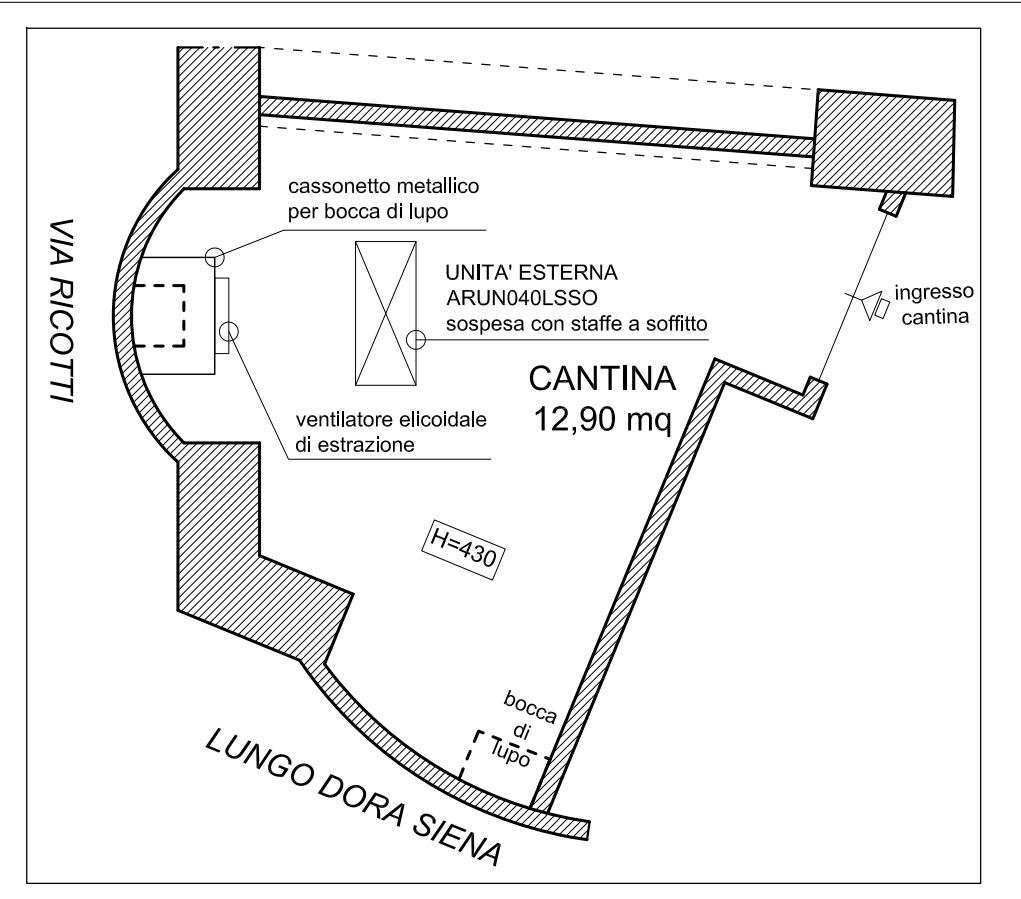 cassonetto metallico
per bocca di lupo
VIA RICOTTI
UNITA' ESTERNA
ARUN040LSSO
sospesa con staffe a soffitto
ingresso
cantina
CANTINA
12,90 mq
ventilatore elicoidale
di estrazione
H=430
bocca
di
lupo
LUNGO DORA SIENA